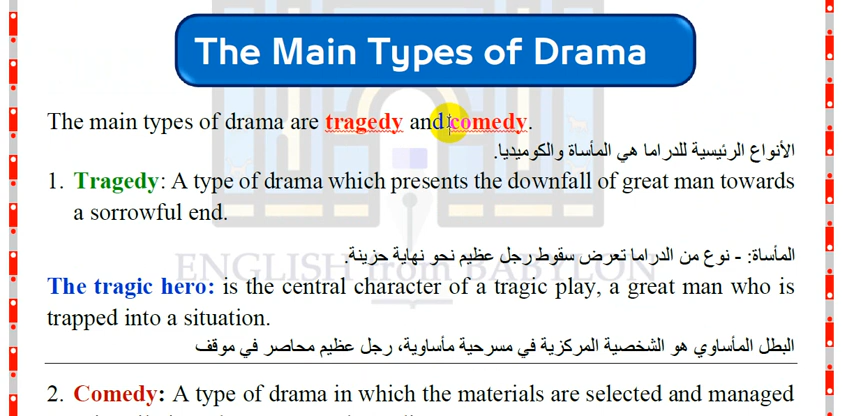 The Main Types of Drama
The main types of drama are tragedy and comedy.
الأنواع الرئيسية للدراما هي المأساة والكوميديا.
1. Tragedy: A type of drama which presents the downfall of great man towards
a sorrowful end.
المأساة: - نوع من الدراما تعرض سقوط رجل عظيم نحو نهاية حزينة.
ENGLISH from BABYLON
The tragic hero: is the central character of a tragic play, a great man who is
trapped into a situation.
البطل المأساوي هو الشخصية المركزية في مسرحية مأساوية، رجل عظيم محاصر في موقف
2. Comedy: A type of drama in which the materials are selected and managed